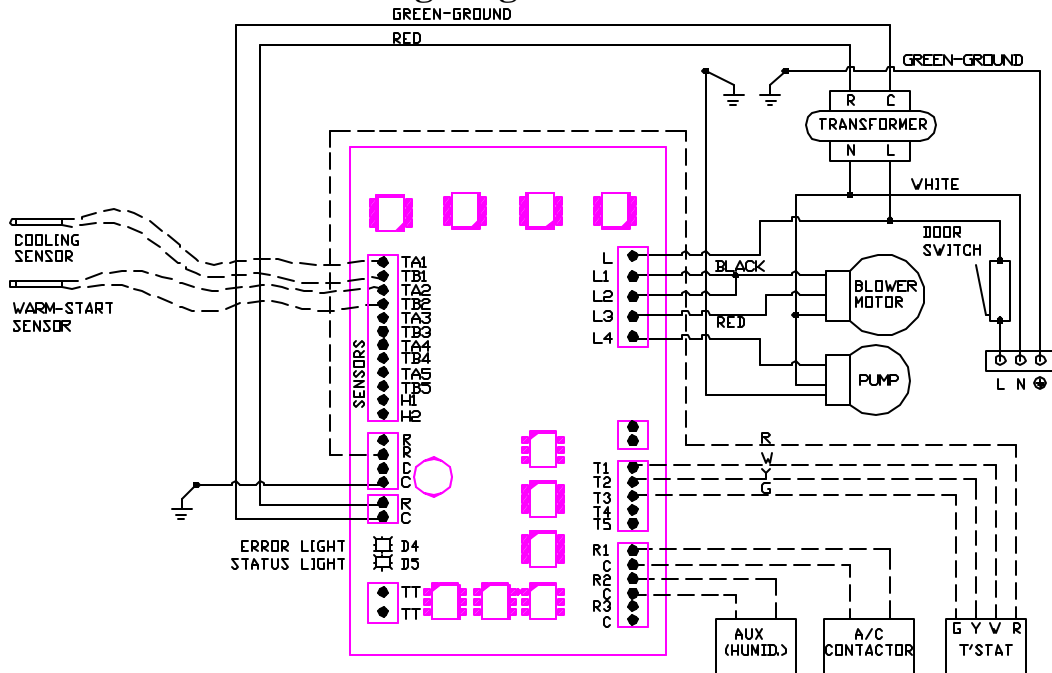 GREEN-GROUND
RED
GREEN-GROUND
R C
TRANSFORMER
N L
WHITE
COOLING
SENSOR
WARM-START
SENSOR
SENSORS
TA1
TB1
TA2
TB2
TA3
TB3
TA4
TB4
TA5
TB5
H1
H2
R
R
C
C
R
C
ERROR LIGHT D4
STATUS LIGHT D5
TT
TT
L
L1
L2
L3
L4
BLACK
RED
DOOR
SWITCH
BLOWER
MOTOR
PUMP
L N
R
W
Y
G
T1
T2
T3
T4
T5
R1
C
R2
C
R3
C
AUX
(HUMID.)
A/C
CONTACTOR
G Y W R
T'STAT